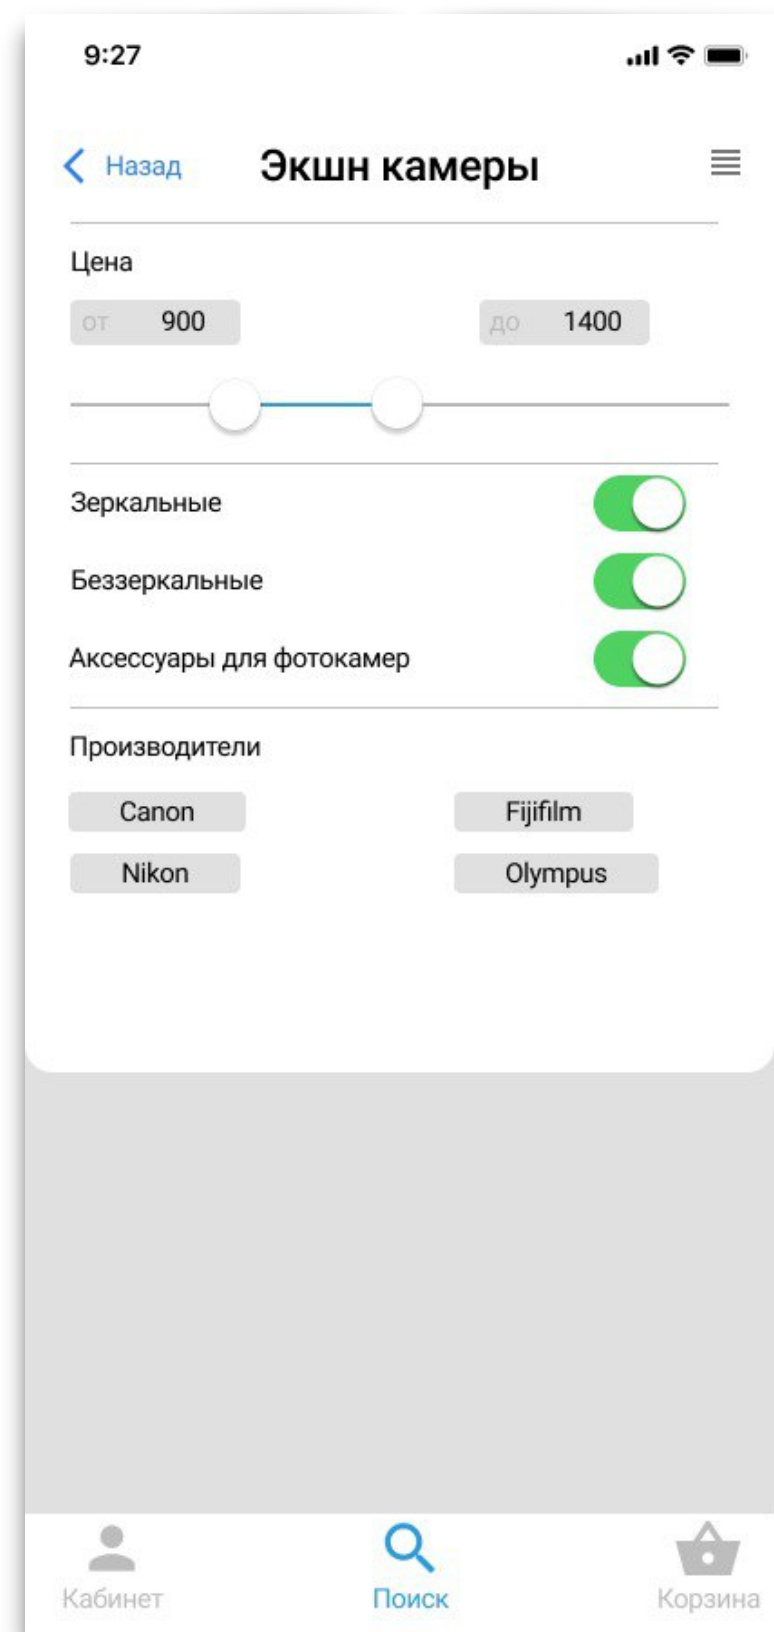 9:27
Назад Экшн камеры
Цена
от 900 до 1400
Зеркальные
Беззеркальные
Аксессуары для фотокамер
Производители
Canon Fijifilm
Nikon Olympus
Кабинет Поиск Корзина